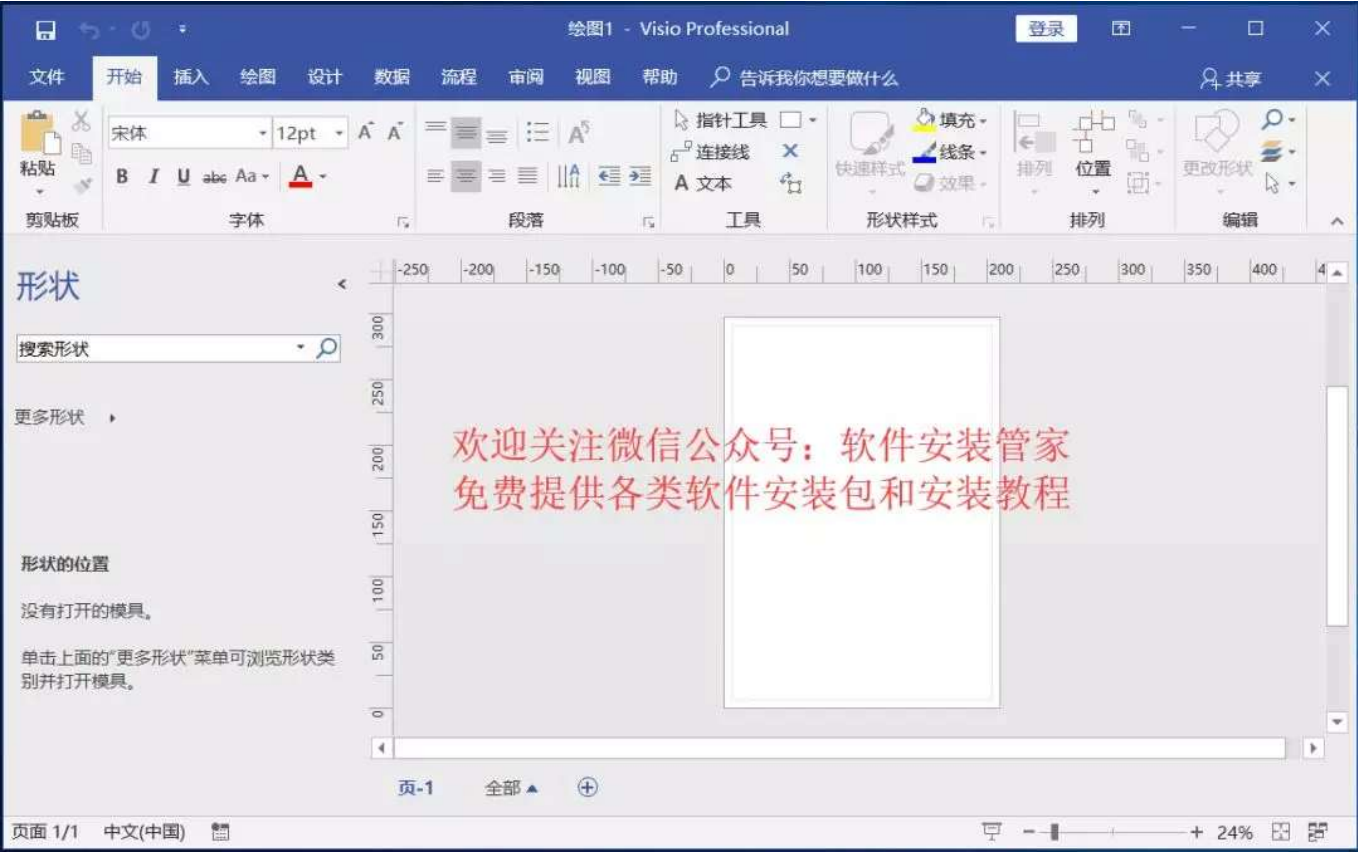 绘图1 - Visio Professional
登录
文件 开始 插入 绘图 设计 数据 流程 审阅 视图 帮助 告诉我你想要做什么 共享
粘贴
剪贴板
宋体 12pt A A
B I U abc Aa A
字体
段落
指针工具
连接线
A 文本
工具
快速样式
填充
线条
效果
形状样式
排列
位置
排列
更改形状
编辑
形状
搜索形状
更多形状
形状的位置
没有打开的模具。
单击上面的"更多形状"菜单可浏览形状类
别并打开模具。
-250 -200 -150 -100 -50 0 50 100 150 200 250 300 350 400 4
300
250
200
150
100
50
0
欢迎关注微信公众号：软件安装管家
免费提供各类软件安装包和安装教程
页-1 全部
页面 1/1 中文(中国)
24%